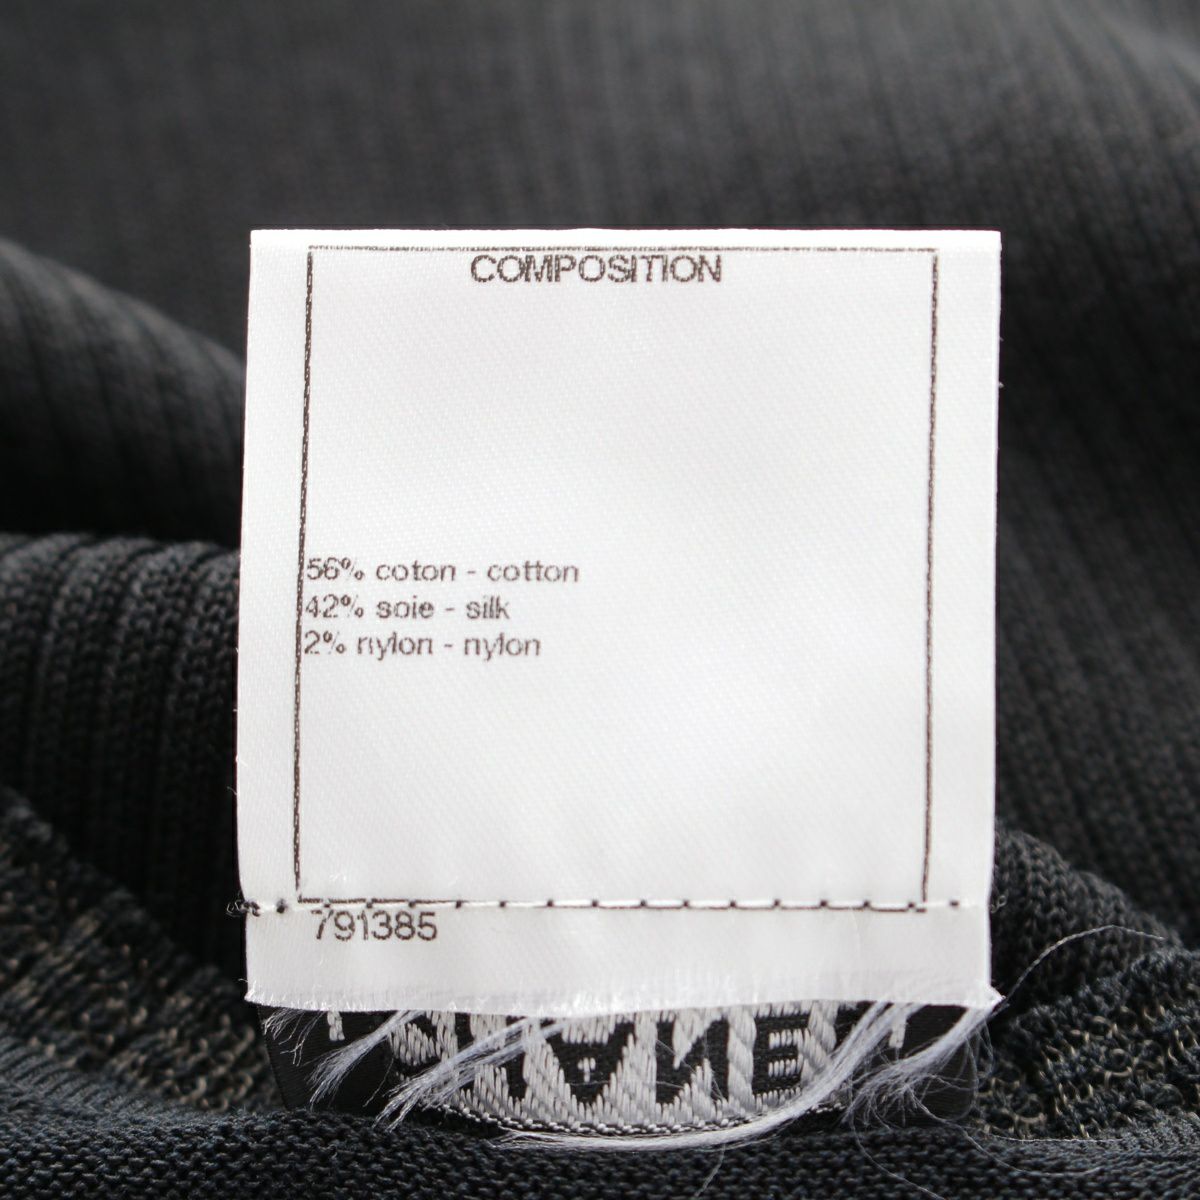 COMPOSITION
56% coton - cotton
42% soie - silk
2% nylon - nylon
791385